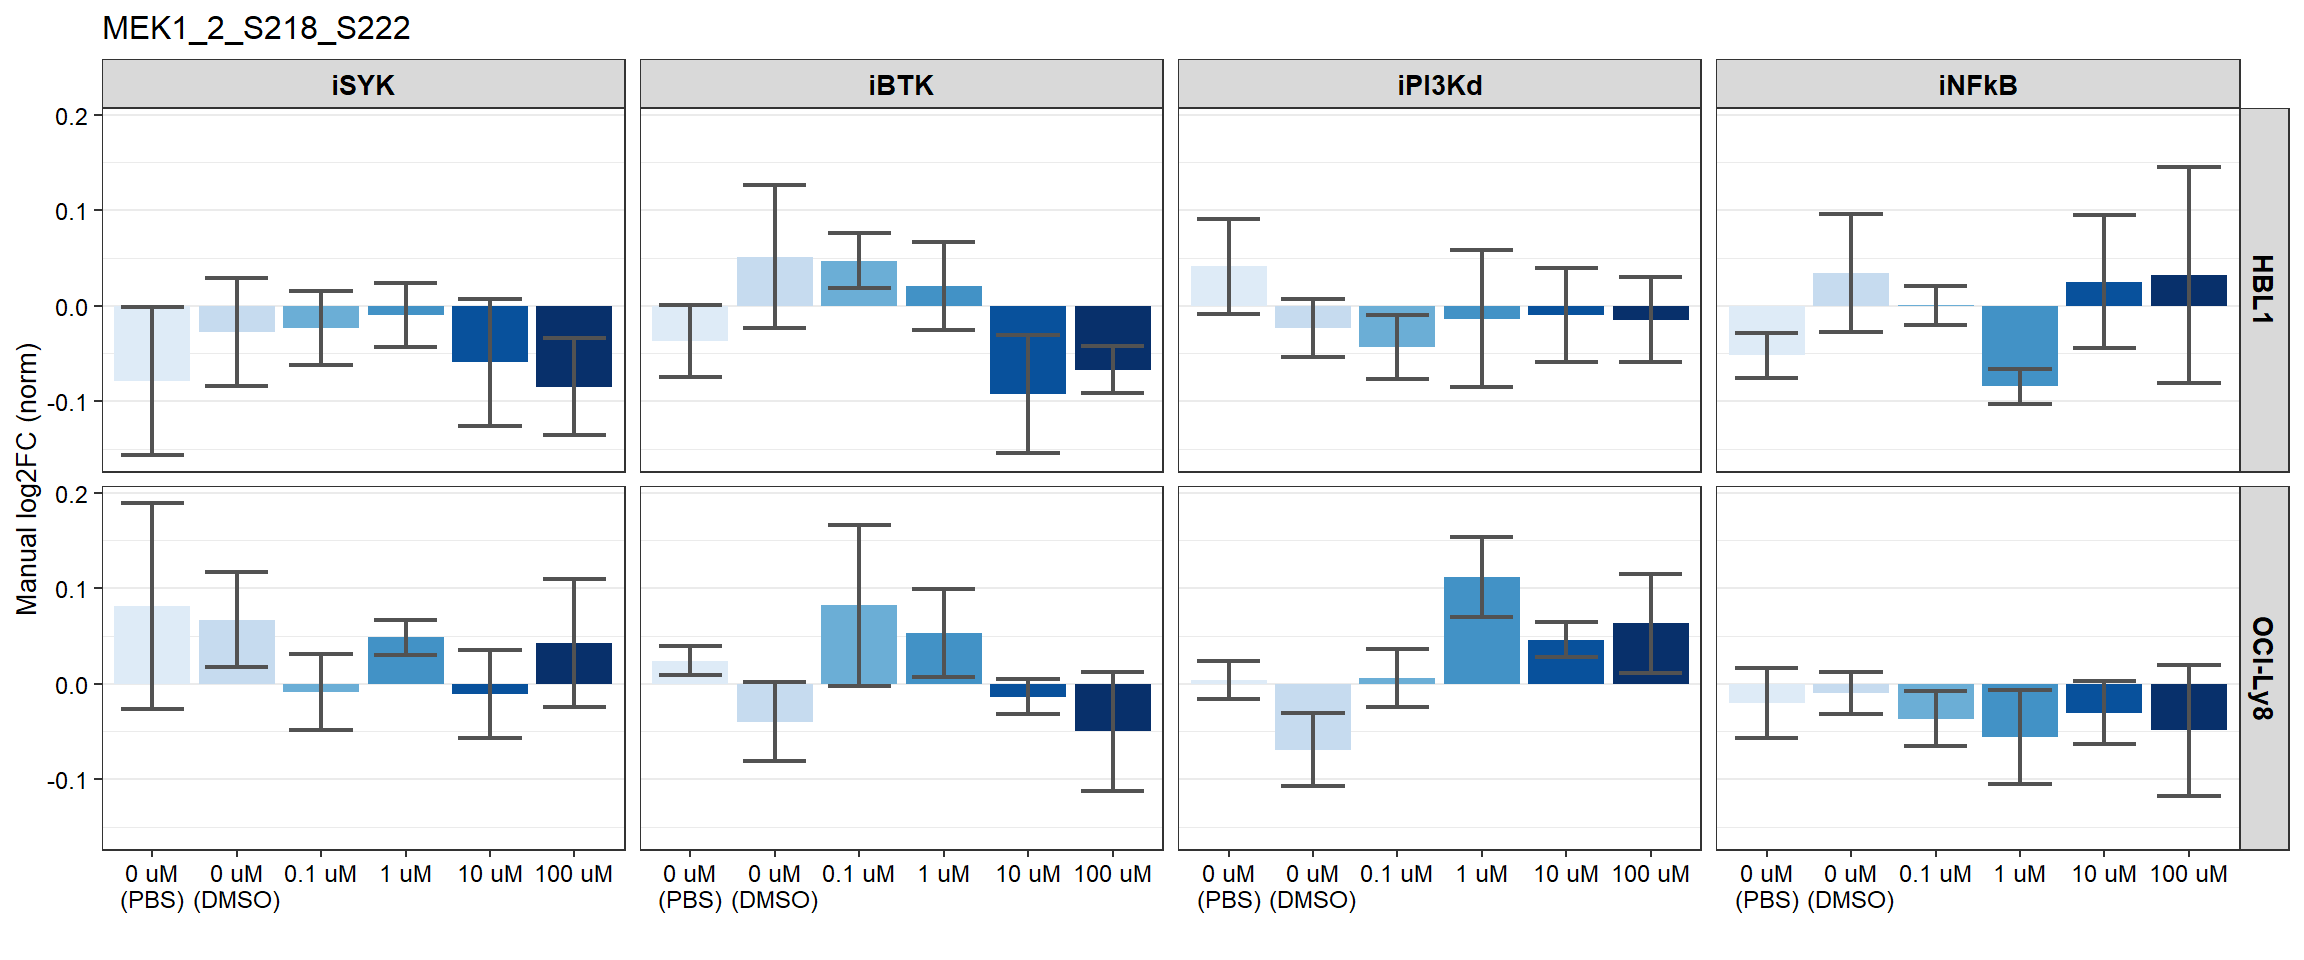 MEK1_2_S218_S222
iSYK iBTK iPI3Kd iNFkB
Manual log2FC (norm)
0.2
0.1
0.0
-0.1
HBL1
0.2
0.1
0.0
-0.1
OCI-Ly8
0 uM 0 uM 0.1 uM 1 uM 10 uM 100 uM 0 uM 0 uM 0.1 uM 1 uM 10 uM 100 uM 0 uM 0 uM 0.1 uM 1 uM 10 uM 100 uM 0 uM 0 uM 0.1 uM 1 uM 10 uM 100 uM
(PBS) (DMSO) (PBS) (DMSO) (PBS) (DMSO) (PBS) (DMSO)